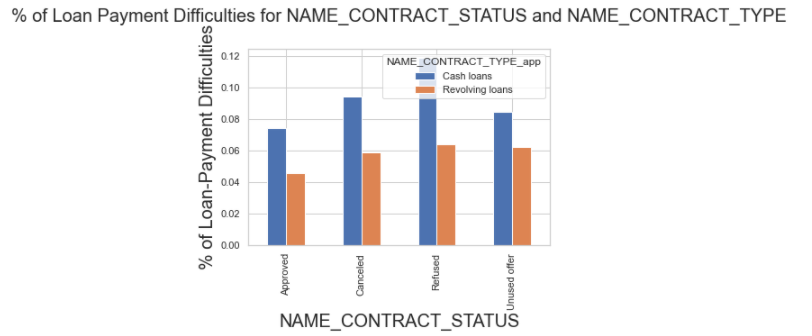 % of Loan Payment Difficulties for NAME_CONTRACT_STATUS and NAME_CONTRACT_TYPE
% of Loan-Payment Difficulties
0.12
0.10
0.08
0.06
0.04
0.02
0.00
NAME_CONTRACT_TYPE_app
Cash loans
Revolving loans
Approved
Canceled
Refused
Unused offer
NAME_CONTRACT_STATUS